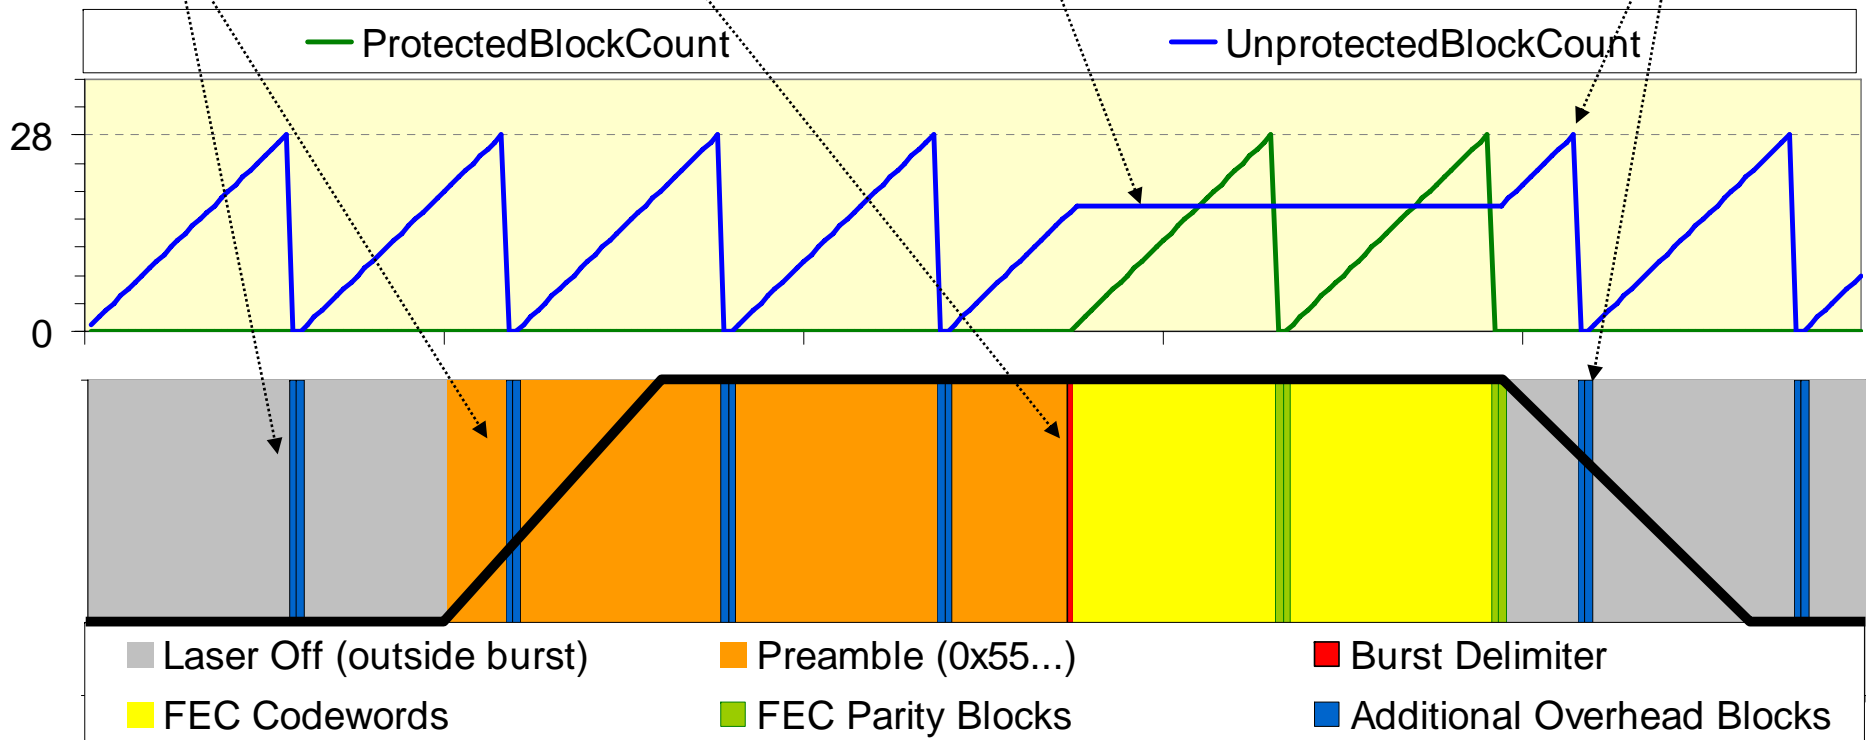 ProtectedBlockCount UnprotectedBlockCount
28
0
Laser Off (outside burst) Preamble (0x55...) Burst Delimiter
FEC Codewords FEC Parity Blocks Additional Overhead Blocks